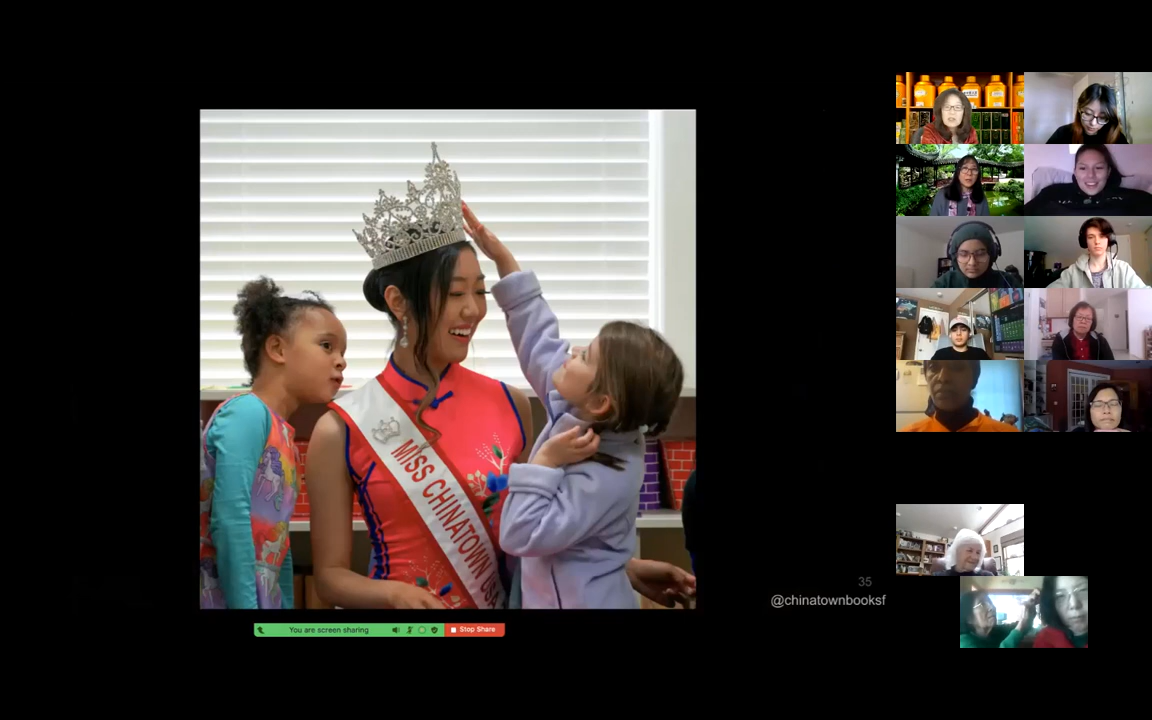 MISS CHINATOWN USA
35
@chinatownbooksf
You are screen sharing
Stop Share